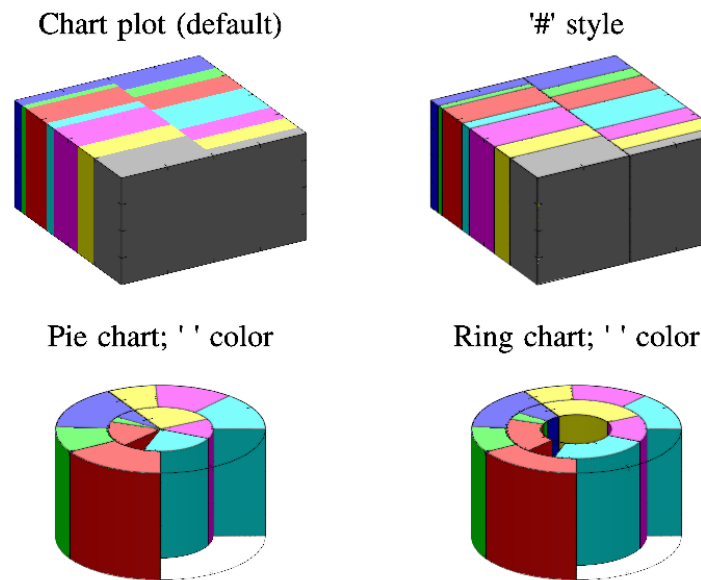 Chart plot (default)
'#' style
Pie chart; ' ' color
Ring chart; ' ' color